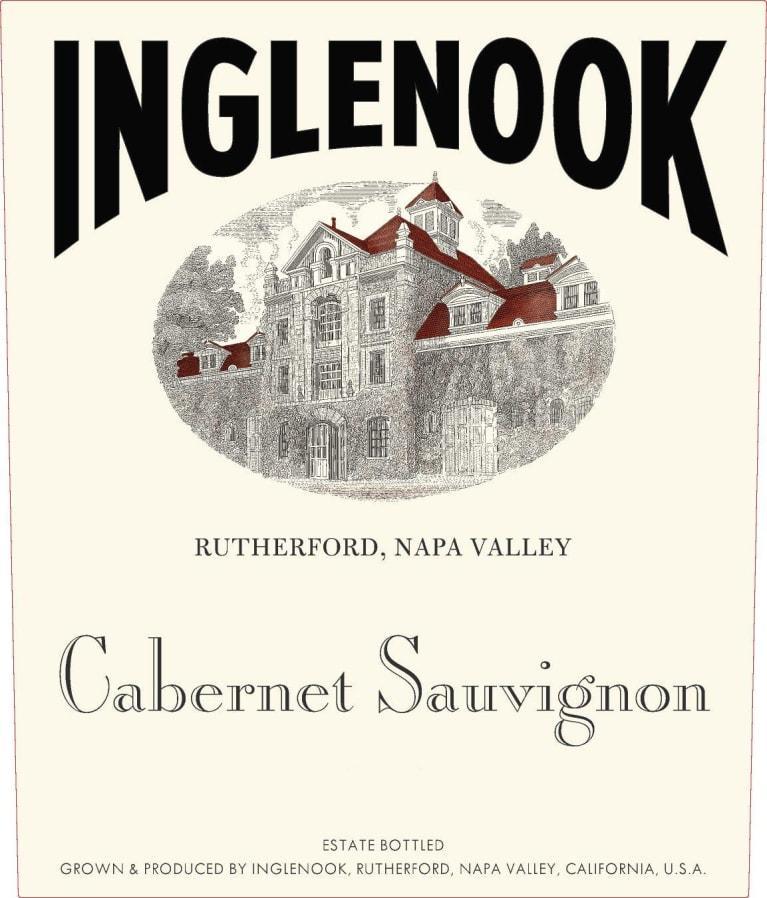 INGLENOOK
RUTHERFORD, NAPA VALLEY
Cabernet Sauvignon
ESTATE BOTTLED
GROWN & PRODUCED BY INGLENOOK, RUTHERFORD, NAPA VALLEY, CALIFORNIA, U.S.A.